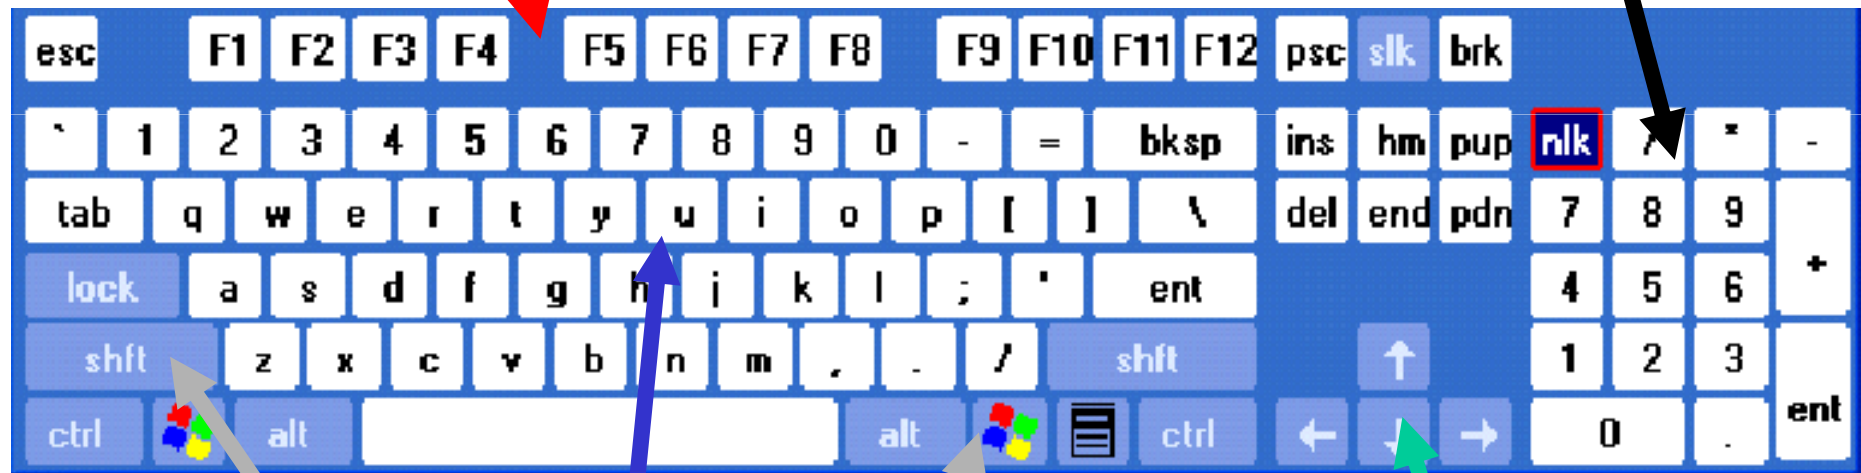 esc F1 F2 F3 F4 F5 F6 F7 F8 F9 F10 F11 F12 psc slk brk
` 1 2 3 4 5 6 7 8 9 0 - = bksp ins hm pup nlk / * -
tab q w e r t y u i o p [ ] \ del end pdn 7 8 9 +
lock a s d f g h j k l ; ' ent 4 5 6
shft z x c v b n m , . / shft ↑ 1 2 3 ent
ctrl alt alt ctrl ← ↓ → 0 .